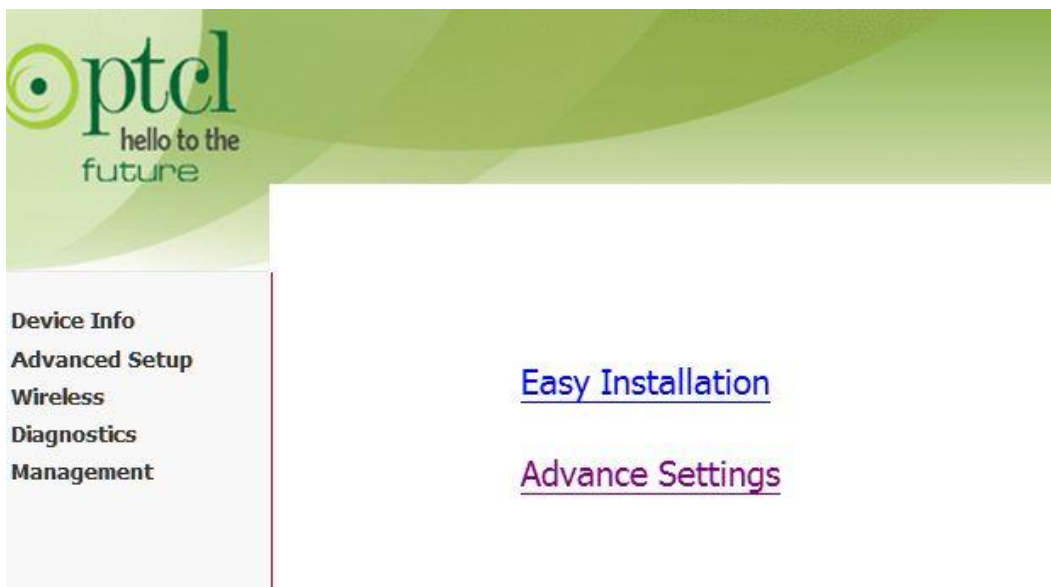 ptcl
hello to the
future
Device Info
Advanced Setup
Wireless
Diagnostics
Management
Easy Installation
Advance Settings